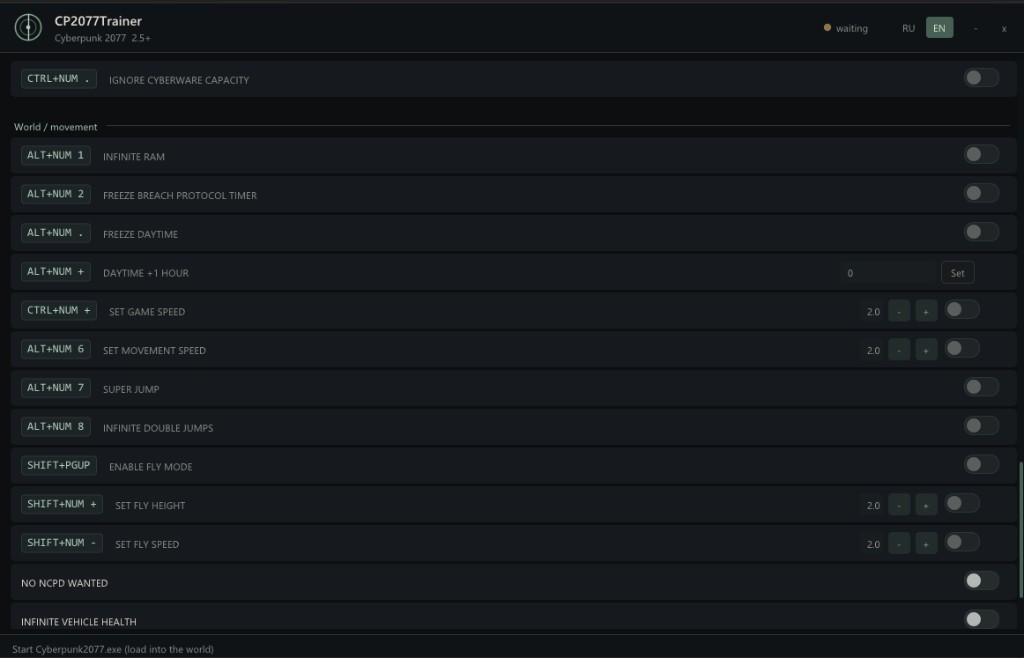 CP2077Trainer
Cyberpunk 2077 2.5+
waiting RU EN - x
CTRL+NUM . IGNORE CYBERWARE CAPACITY
World / movement
ALT+NUM 1 INFINITE RAM
ALT+NUM 2 FREEZE BREACH PROTOCOL TIMER
ALT+NUM . FREEZE DAYTIME
ALT+NUM + DAYTIME +1 HOUR 0 Set
CTRL+NUM + SET GAME SPEED 2.0 - +
ALT+NUM 6 SET MOVEMENT SPEED 2.0 - +
ALT+NUM 7 SUPER JUMP
ALT+NUM 8 INFINITE DOUBLE JUMPS
SHIFT+PGUP ENABLE FLY MODE
SHIFT+NUM + SET FLY HEIGHT 2.0 - +
SHIFT+NUM - SET FLY SPEED 2.0 - +
NO NCPD WANTED
INFINITE VEHICLE HEALTH
Start Cyberpunk2077.exe (load into the world)